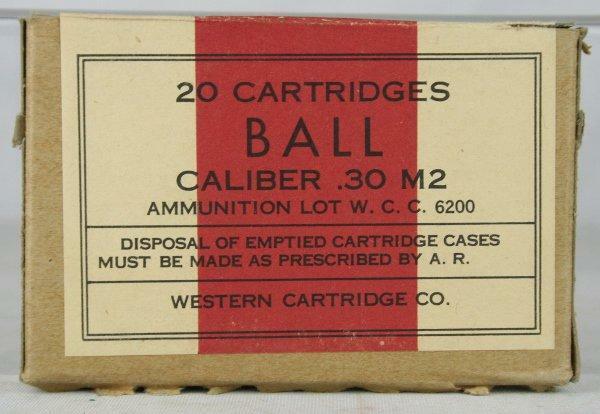 20 CARTRIDGES
BALL
CALIBER .30 M2
AMMUNITION LOT W. C. C. 6200
DISPOSAL OF EMPTIED CARTRIDGE CASES
MUST BE MADE AS PRESCRIBED BY A. R.
WESTERN CARTRIDGE CO.